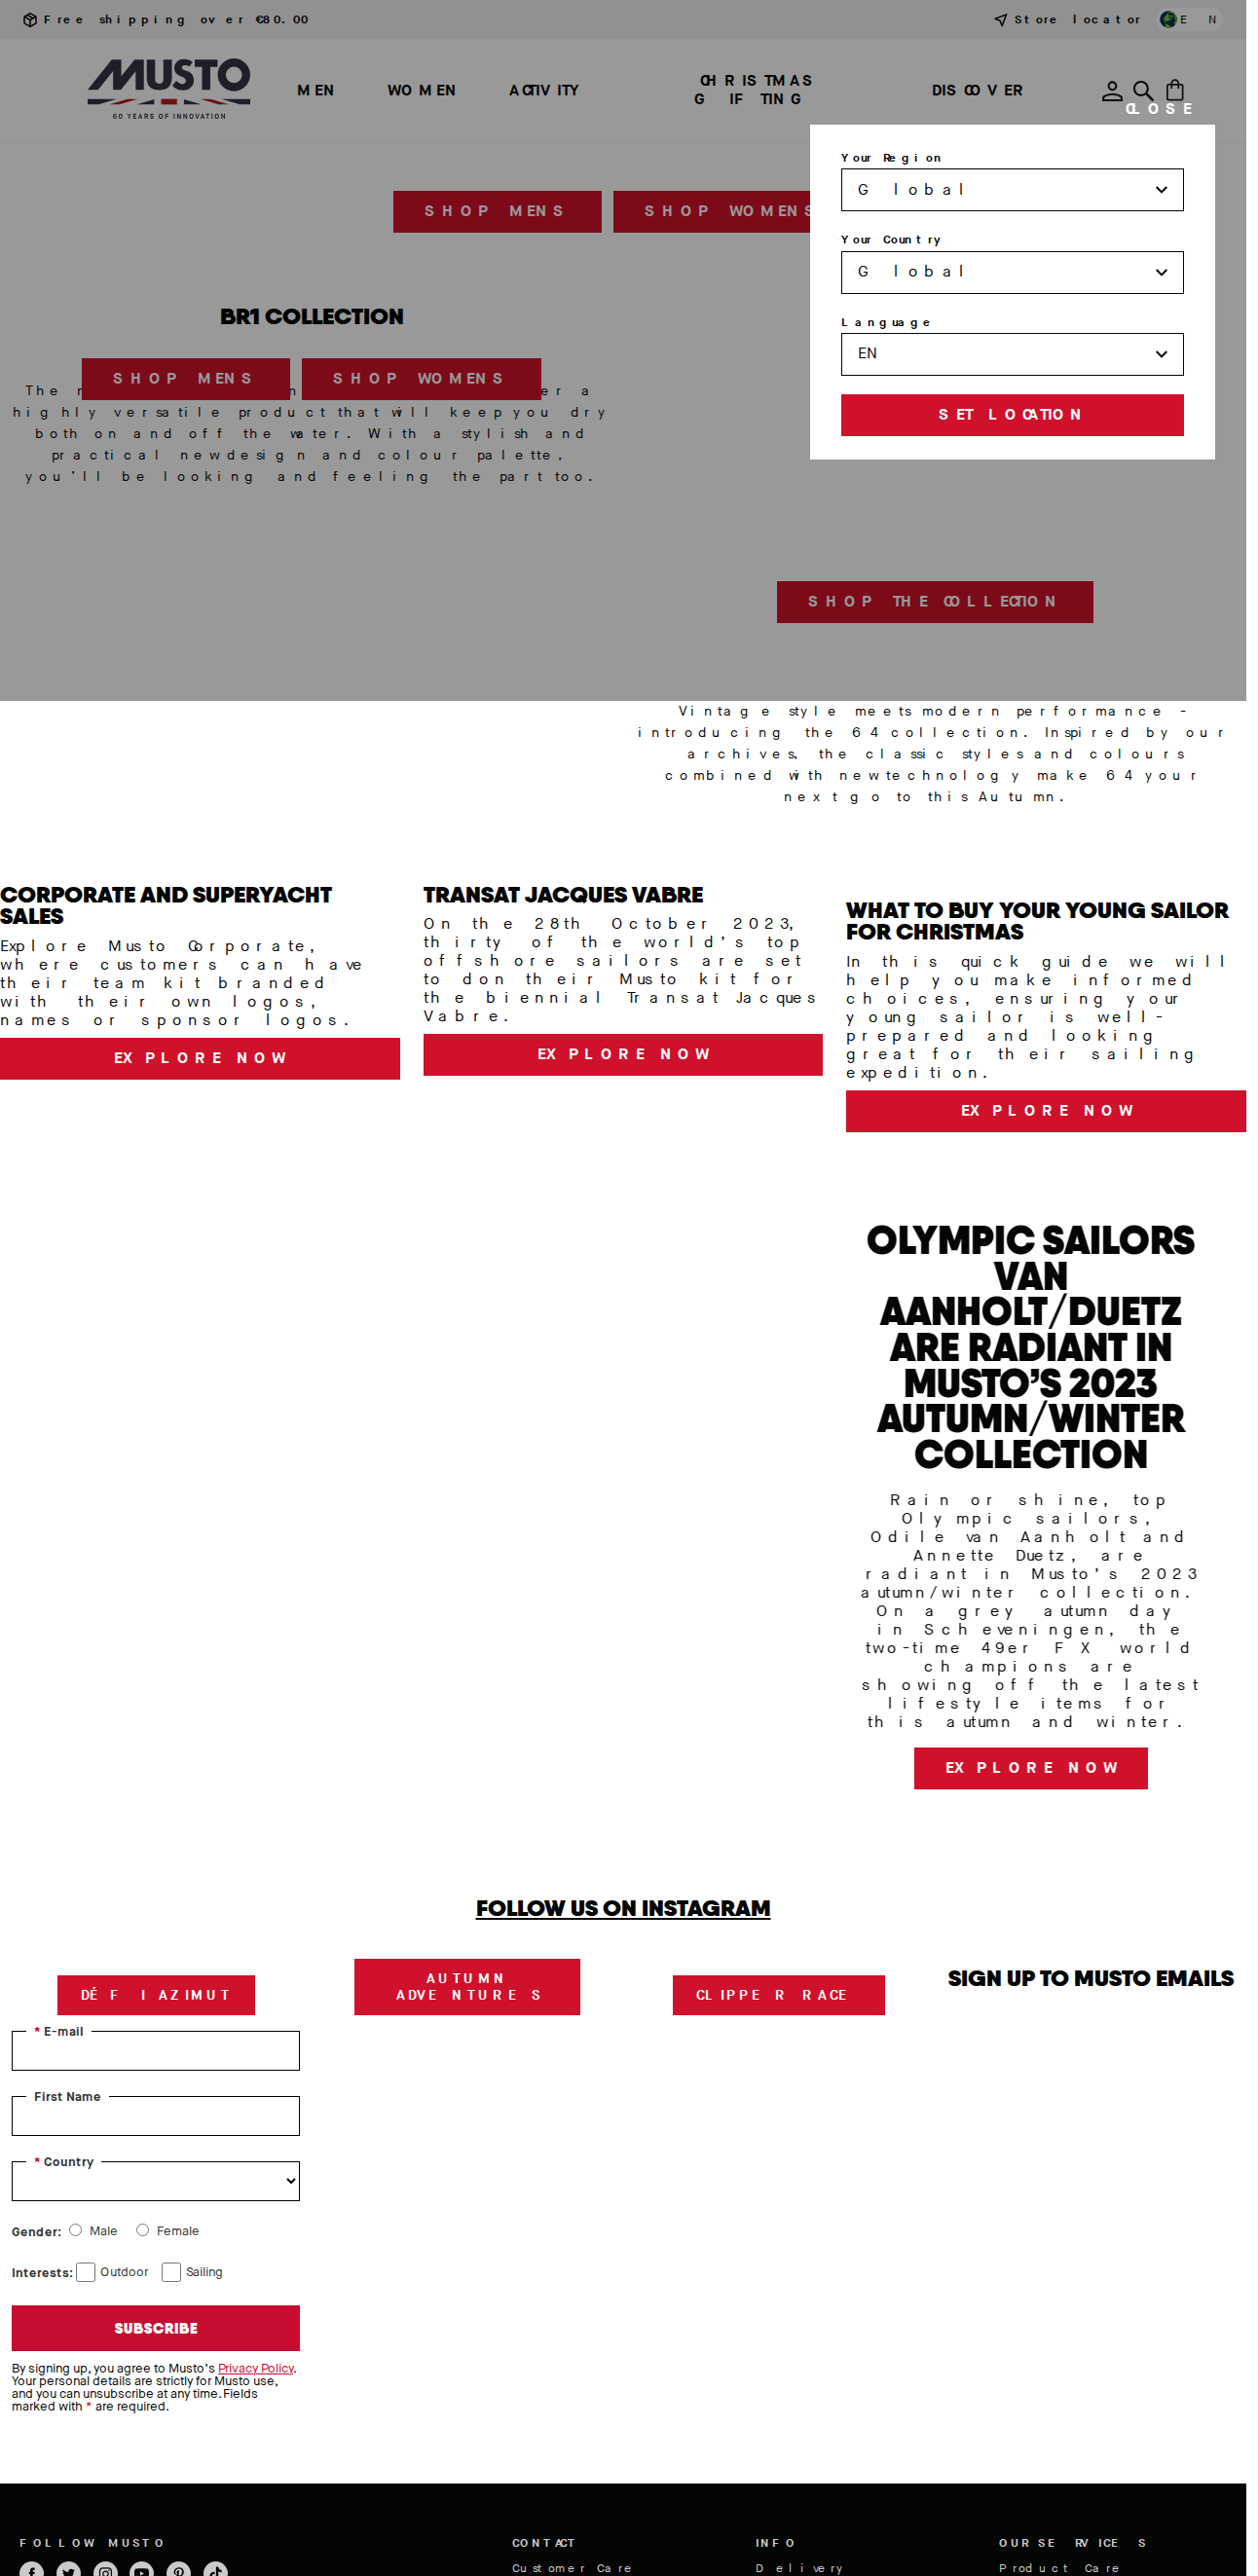 Free shipping over €80.00
Store locator
EN
MUSTO
60 YEARS OF INNOVATION
MEN
WOMEN
ACTIVITY
CHRISTMAS
GIFTING
DISCOVER
CLOSE
Your Region
Global
Your Country
Global
Language
EN
SET LOCATION
SHOP MENS
SHOP WOMENS
BR1 COLLECTION
SHOP MENS
SHOP WOMENS
The
highly versatile product that will keep you dry
both on and off the water. With a stylish and
practical new design and colour palette,
you'll be looking and feeling the part too.
SHOP THE COLLECTION
Vintage style meets modern performance -
introducing the 64 collection. Inspired by our
archives, the classic styles and colours
combined with new technology make 64 your
next go to this Autumn.
CORPORATE AND SUPERYACHT
SALES
Explore Musto Corporate,
where customers can have
their team kit branded
with their own logos,
names or sponsor logos.
EXPLORE NOW
TRANSAT JACQUES VABRE
On the 28th October 2023,
thirty of the world’s top
offshore sailors are set
to don their Musto kit for
the biennial Transat Jacques
Vabre.
EXPLORE NOW
WHAT TO BUY YOUR YOUNG SAILOR
FOR CHRISTMAS
In this quick guide we will
help you make informed
choices, ensuring your
young sailor is well-
prepared and looking
great for their sailing
expedition.
EXPLORE NOW
OLYMPIC SAILORS
VAN
AANHOLT/DUETZ
ARE RADIANT IN
MUSTO’S 2023
AUTUMN/WINTER
COLLECTION
Rain or shine, top
Olympic sailors,
Odile van Aanholt and
Annette Duetz, are
radiant in Musto’s 2023
autumn/winter collection.
On a grey autumn day
in Scheveningen, the
two-time 49er FX world
champions are
showing off the latest
lifestyle items for
this autumn and winter.
EXPLORE NOW
FOLLOW US ON INSTAGRAM
DÉFI AZIMUT
AUTUMN
ADVENTURES
CLIPPER RACE
SIGN UP TO MUSTO EMAILS
* E-mail
First Name
* Country
Gender: Male Female
Interests: Outdoor Sailing
SUBSCRIBE
By signing up, you agree to Musto's Privacy Policy.
Your personal details are strictly for Musto use,
and you can unsubscribe at any time. Fields
marked with * are required.
FOLLOW MUSTO
CONTACT
Customer Care
INFO
Delivery
OUR SERVICES
Product Care